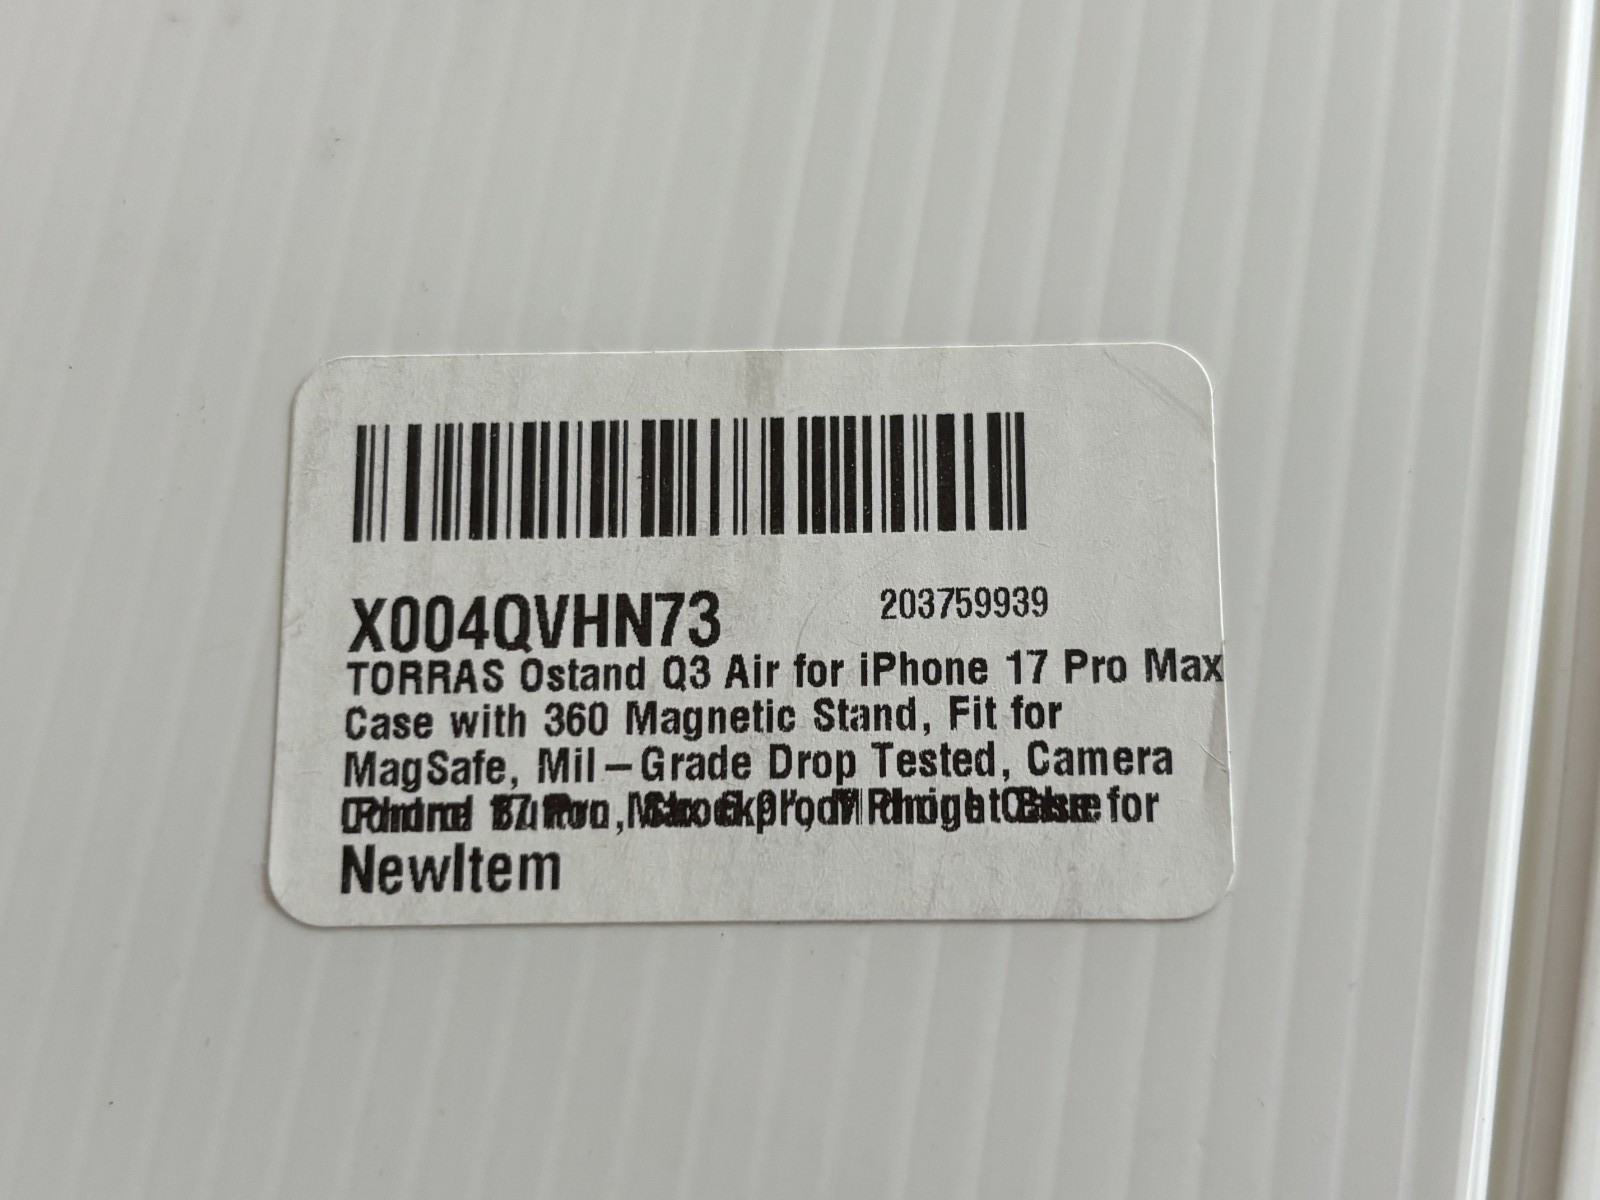 X004QVHN73
203759939
TORRAS Ostand Q3 Air for iPhone 17 Pro Max
Case with 360 Magnetic Stand, Fit for
MagSafe, Mil-Grade Drop Tested, Camera
for
NewItem